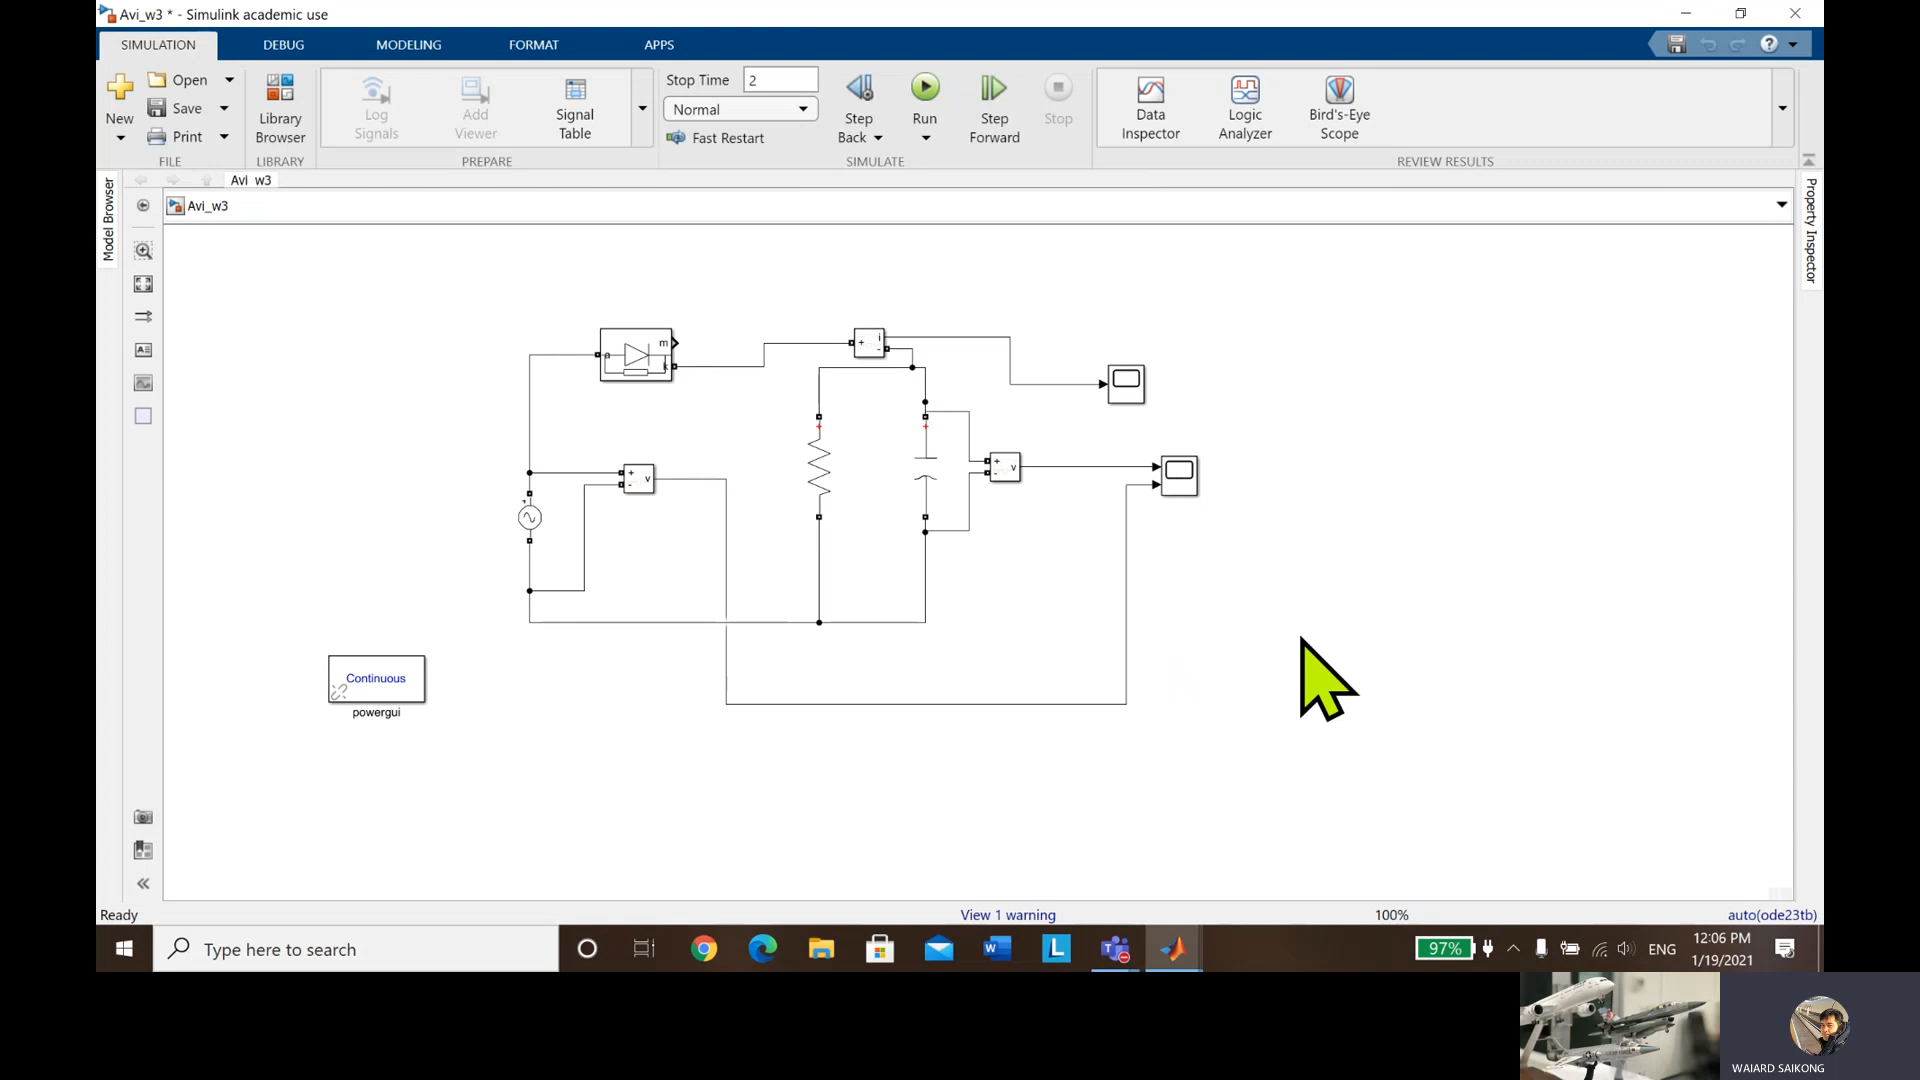 Avi_w3 * - Simulink academic use
SIMULATION
DEBUG
MODELING
FORMAT
APPS
New
Open
Save
Print
FILE
Library
Browser
LIBRARY
Log
Signals
Add
Viewer
Signal
Table
PREPARE
Stop Time
2
Normal
Fast Restart
Step
Back
Run
Step
Forward
Stop
SIMULATE
Data
Inspector
Logic
Analyzer
Bird's-Eye
Scope
REVIEW RESULTS
Model Browser
Avi_w3
Avi_w3
Property Inspector
a
m
k
+
i
-
+
-
v
+
-
v
+
+
Continuous
powergui
Ready
View 1 warning
100%
auto(ode23tb)
Type here to search
97%
ENG
12:06 PM
1/19/2021
WAIARD SAIKONG